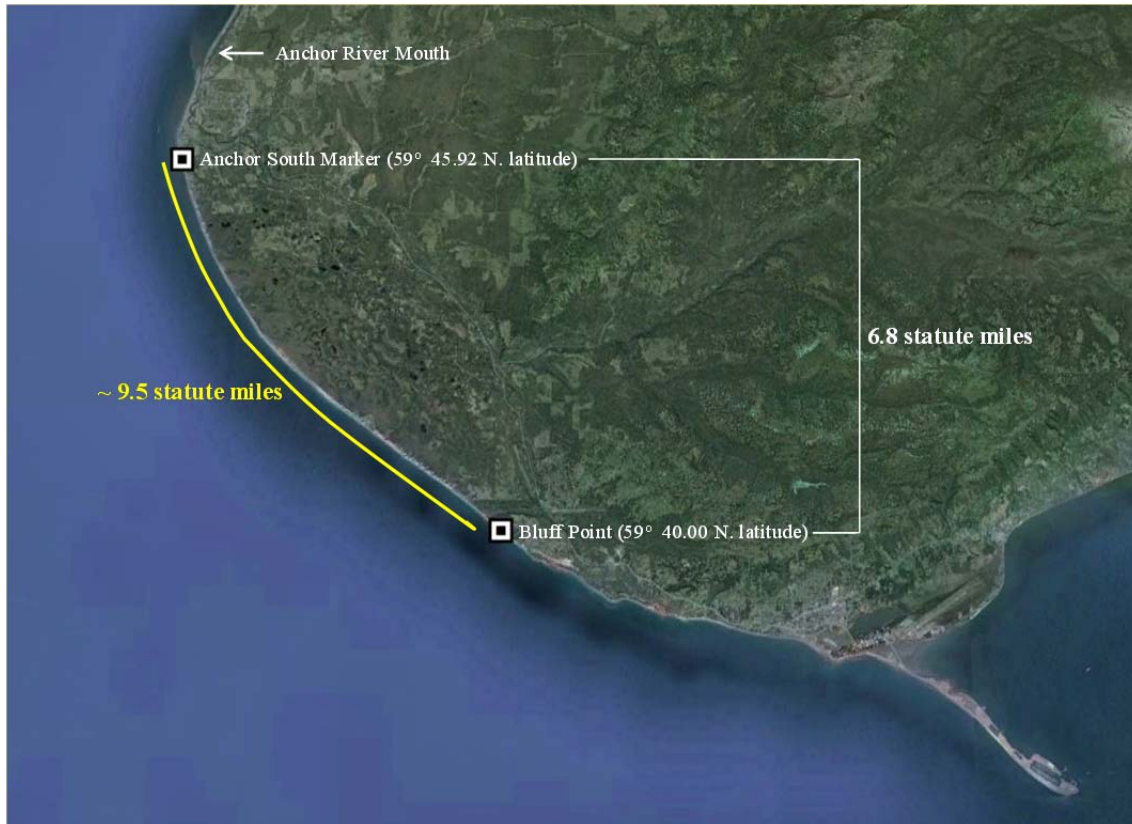 Anchor River Mouth
Anchor South Marker (59° 45.92 N. latitude)
6.8 statute miles
~ 9.5 statute miles
Bluff Point (59° 40.00 N. latitude)